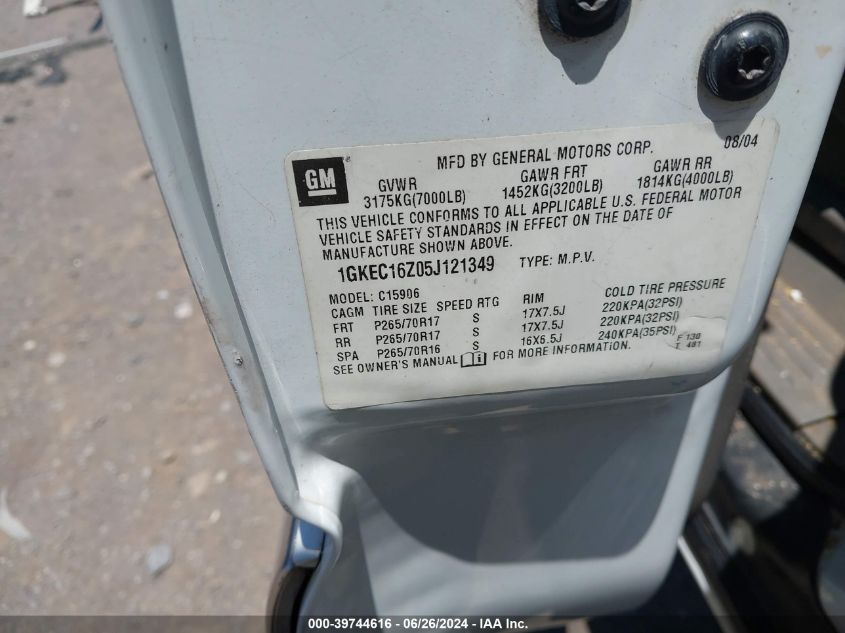 08/04
MFD BY GENERAL MOTORS CORP.
GM
GVWR GAWR FRT GAWR RR
3175KG(7000LB) 1452KG(3200LB) 1814KG(4000LB)
THIS VEHICLE CONFORMS TO ALL APPLICABLE U.S. FEDERAL MOTOR
VEHICLE SAFETY STANDARDS IN EFFECT ON THE DATE OF
MANUFACTURE SHOWN ABOVE.
1GKEC16Z05J121349 TYPE: M.P.V.
MODEL: C15906
CAGM TIRE SIZE SPEED RTG RIM COLD TIRE PRESSURE
FRT P265/70R17 S 17X7.5J 220KPA(32PSI)
RR P265/70R17 S 17X7.5J 220KPA(32PSI)
SPA P265/70R16 S 16X6.5J 240KPA(35PSI)
F 130
T 481
SEE OWNER'S MANUAL FOR MORE INFORMATION.
000-39744616 - 06/26/2024 - IAA Inc.